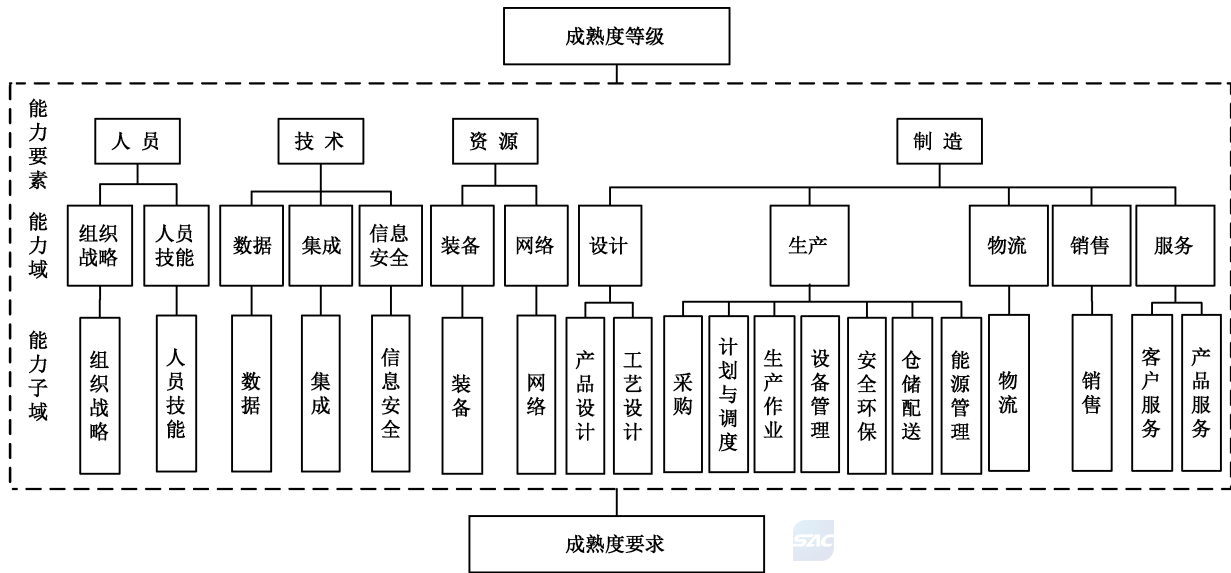 成熟度等级
能力要素
人员
技术
资源
制造
能力域
组织
战略
人员
技能
数据
集成
信息
安全
装备
网络
设计
生产
物流
销售
服务
能力子域
组织战略
人员技能
数据
集成
信息安全
装备
网络
产品设计
工艺设计
采购
计划与调度
生产作业
设备管理
安全环保
仓储配送
能源管理
物流
销售
客户服务
产品服务
成熟度要求
SAC